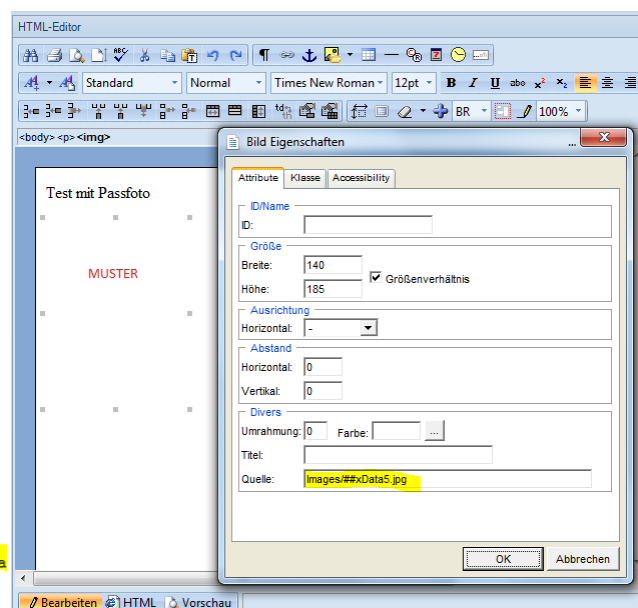 HTML-Editor
ABC
Standard Normal Times New Roman 12pt B I U abc x² x₂
BR 100%
<body> <p> <img>
Bild Eigenschaften ...
Attribute Klasse Accessibility
Test mit Passfoto
MUSTER
ID/Name
ID:
Größe
Breite: 140
Größenverhältnis
Höhe: 185
Ausrichtung
Horizontal: -
Abstand
Horizontal: 0
Vertikal: 0
Divers
Umrahmung: 0 Farbe: ...
Titel:
Quelle: Images/##xData5.jpg
OK Abbrechen
a
Bearbeiten HTML Vorschau